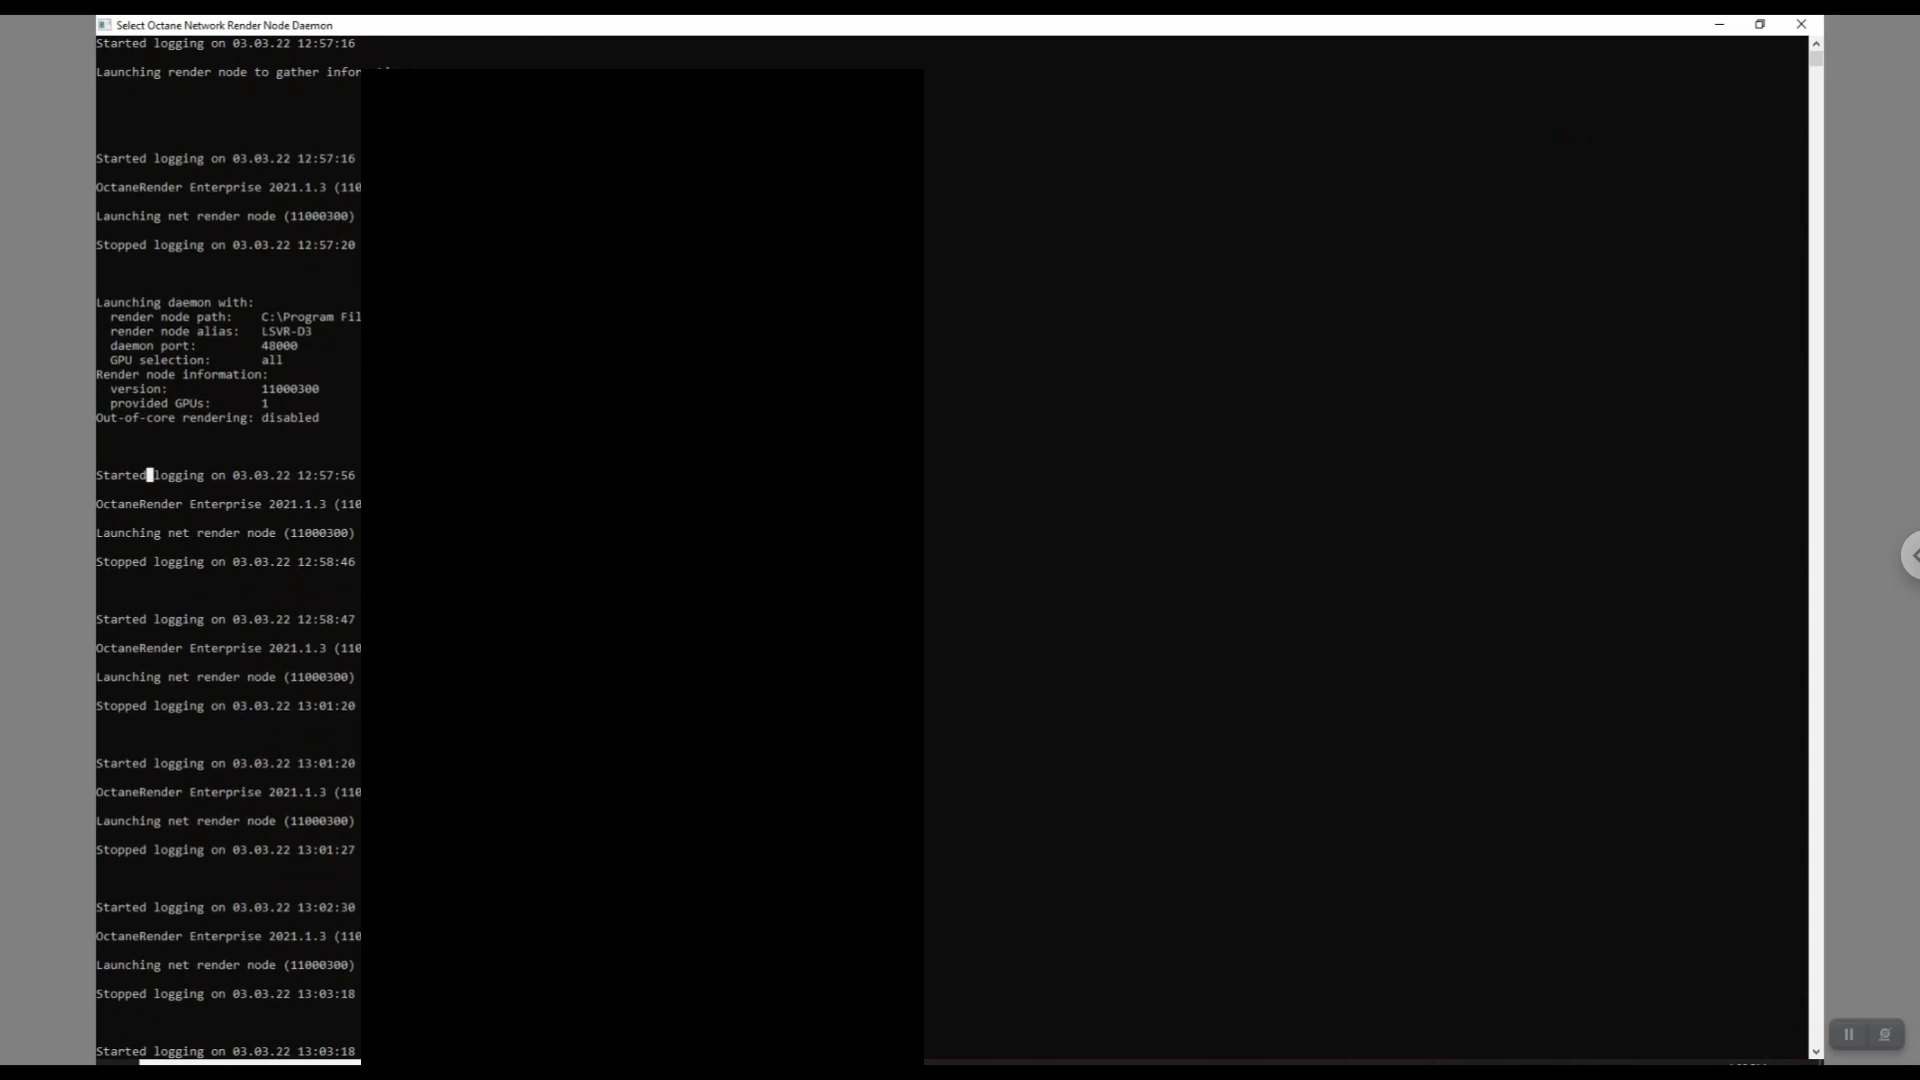 Select Octane Network Render Node Daemon
Started logging on 03.03.22 12:57:16
Launching render node to gather
Started logging on 03.03.22 12:57:16
OctaneRender Enterprise 2021.1.3 (110
Launching net render node (11000300)
Stopped logging on 03.03.22 12:57:20
Launching daemon with:
render node path: C:\Program Fil
render node alias: LSVR-D3
daemon port: 48000
GPU selection: all
Render node information:
version: 11000300
provided GPUs: 1
Out-of-core rendering: disabled
Started logging on 03.03.22 12:57:56
OctaneRender Enterprise 2021.1.3 (110
Launching net render node (11000300)
Stopped logging on 03.03.22 12:58:46
Started logging on 03.03.22 12:58:47
OctaneRender Enterprise 2021.1.3 (110
Launching net render node (11000300)
Stopped logging on 03.03.22 13:01:20
Started logging on 03.03.22 13:01:20
OctaneRender Enterprise 2021.1.3 (110
Launching net render node (11000300)
Stopped logging on 03.03.22 13:01:27
Started logging on 03.03.22 13:02:30
OctaneRender Enterprise 2021.1.3 (110
Launching net render node (11000300)
Stopped logging on 03.03.22 13:03:18
Started logging on 03.03.22 13:03:18